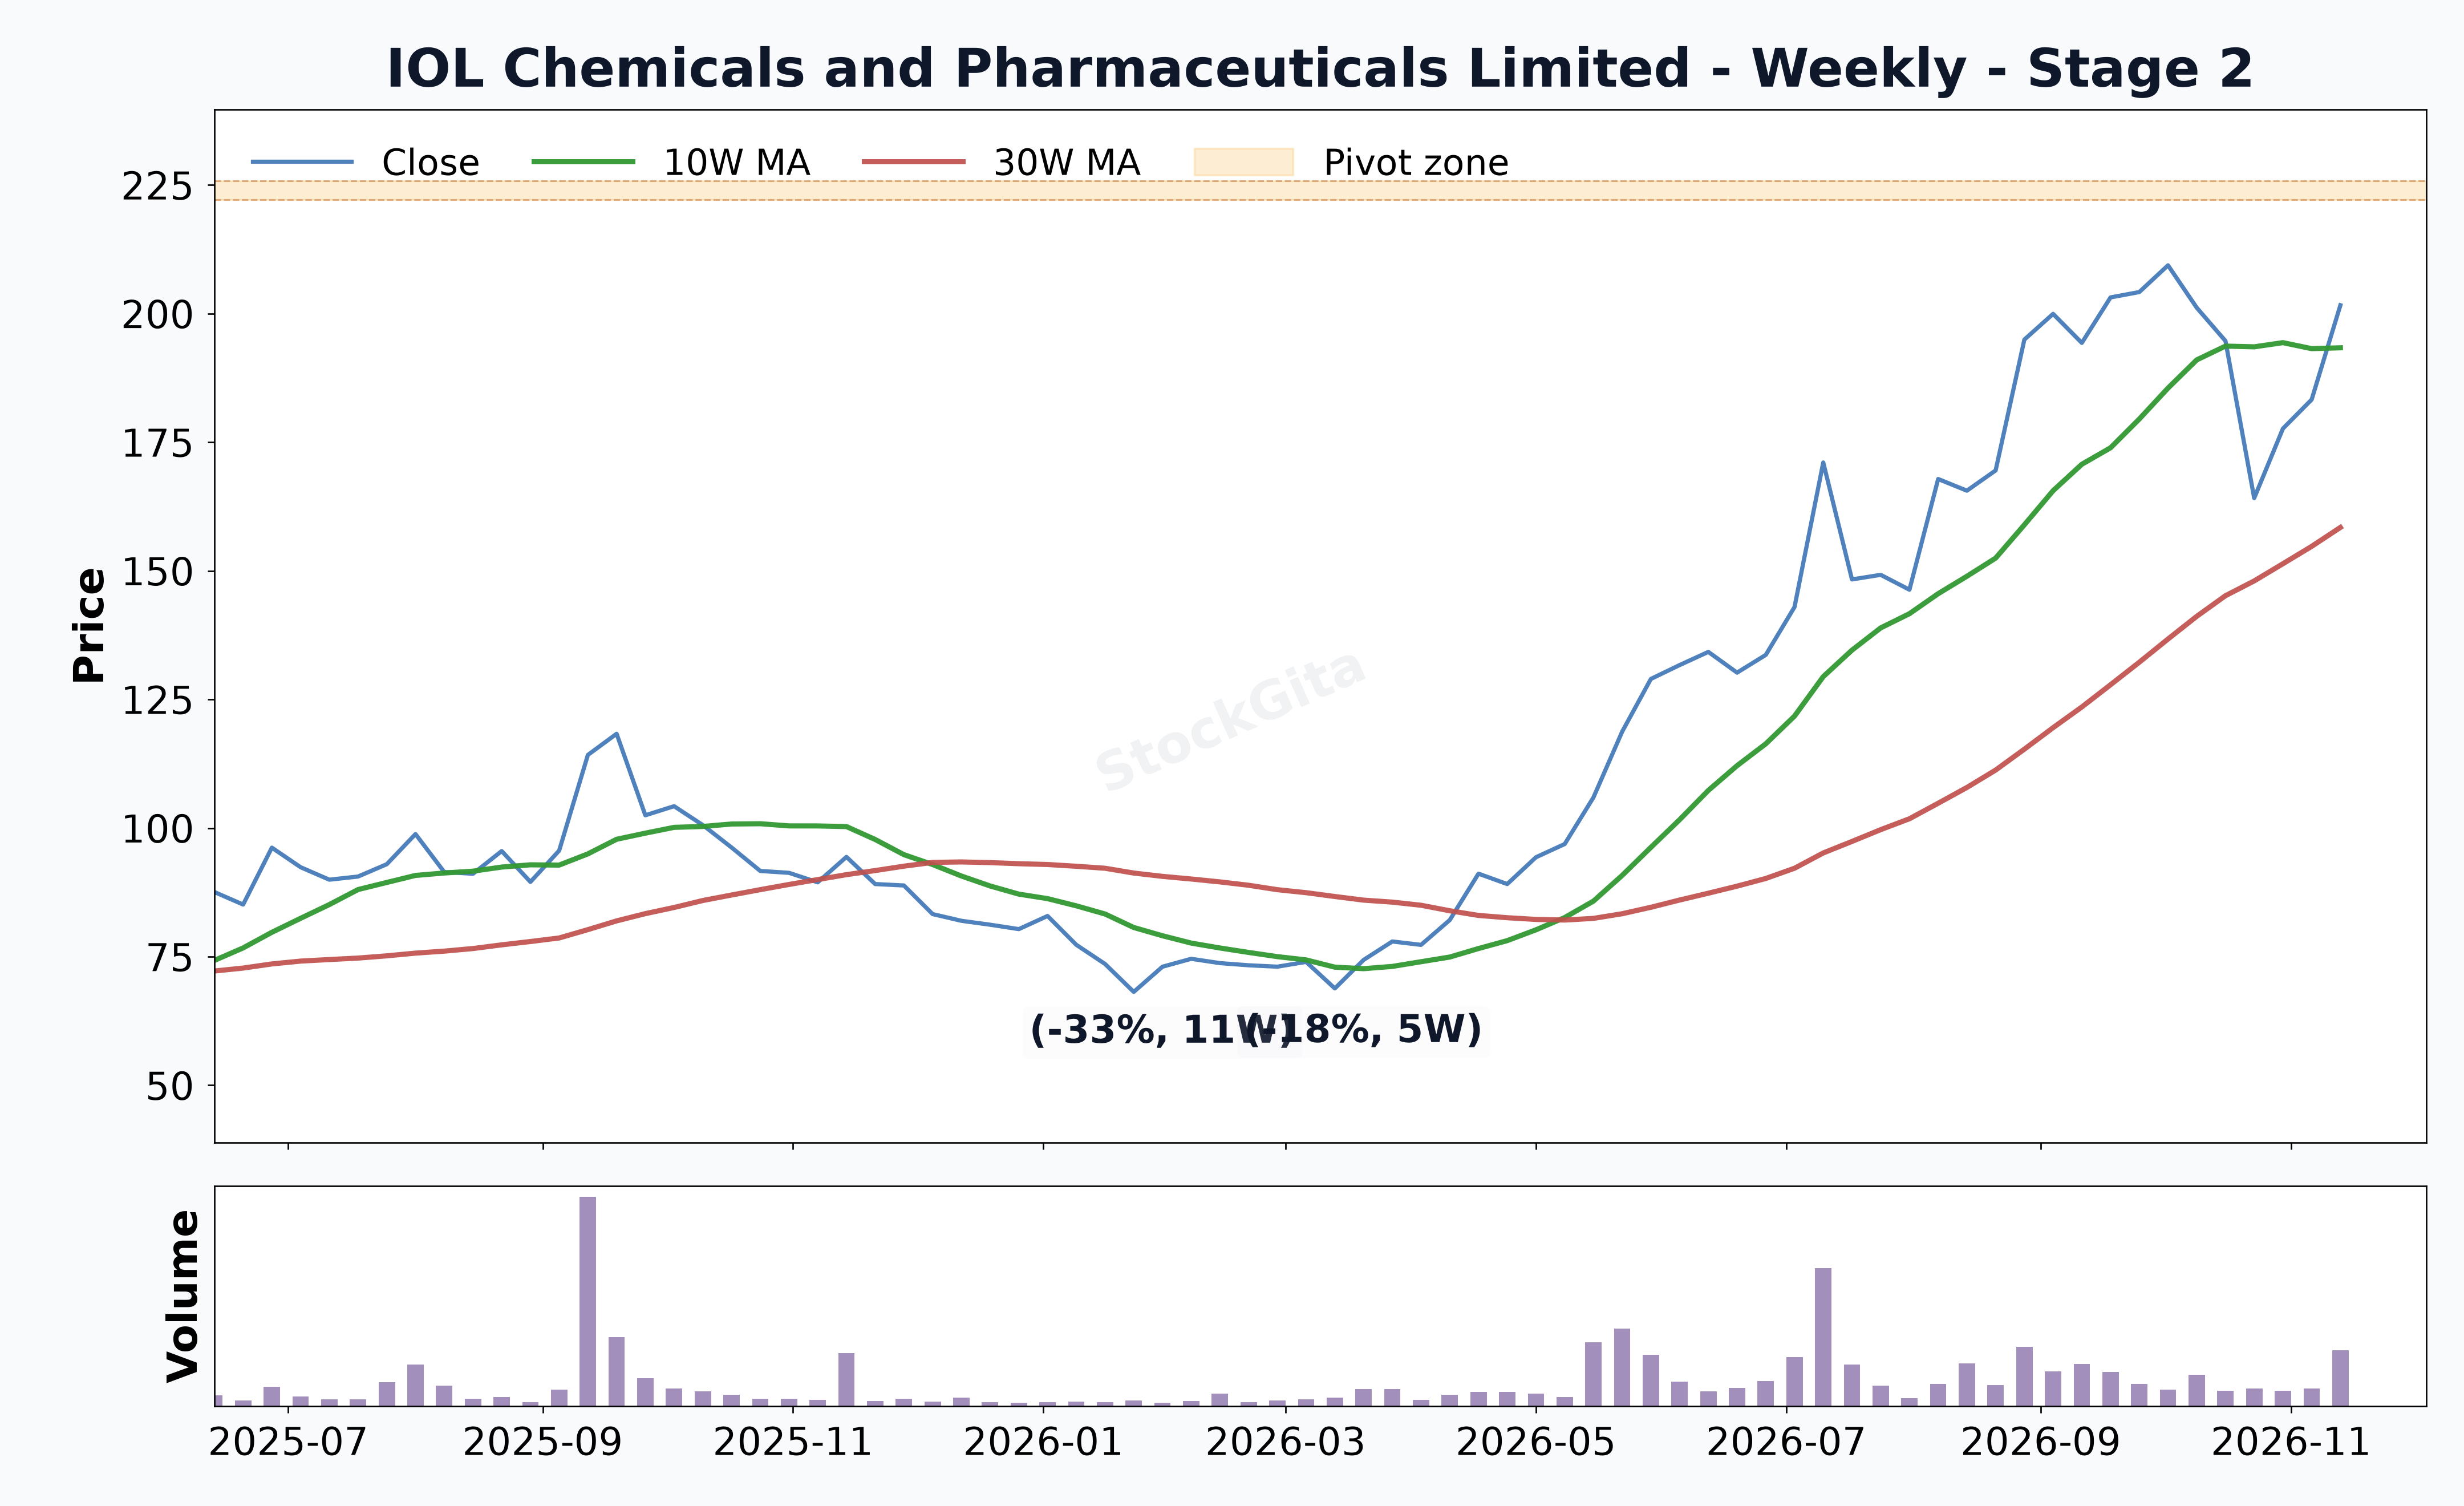 IOL Chemicals and Pharmaceuticals Limited - Weekly - Stage 2
Close 10W MA 30W MA Pivot zone
225
200
175
150
125
100
75
50
Price
StockGita
(-33%, 11W) (-18%, 5W)
Volume
2025-07 2025-09 2025-11 2026-01 2026-03 2026-05 2026-07 2026-09 2026-11